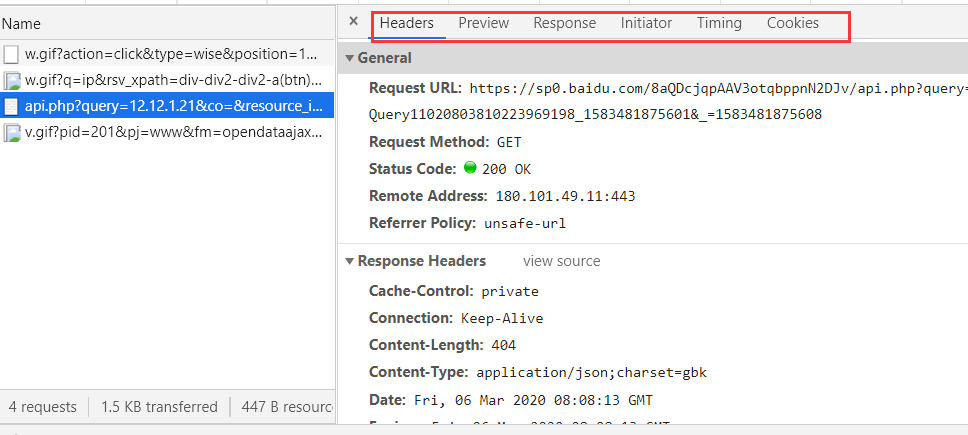 Name
w.gif?action=click&type=wise&position=1...
w.gif?q=ip&rsv_xpath=div-div2-div2-a(btn)...
api.php?query=12.12.1.21&co=&resource_i...
v.gif?pid=201&pj=www&fm=opendataajax...
4 requests 1.5 KB transferred 447 B resourc
× Headers Preview Response Initiator Timing Cookies
▼ General
Request URL: https://sp0.baidu.com/8aQDcjqpAAV3otqbppnN2DJv/api.php?query=
Query11020803810223969198_1583481875601&_=1583481875608
Request Method: GET
Status Code: 200 OK
Remote Address: 180.101.49.11:443
Referrer Policy: unsafe-url
▼ Response Headers view source
Cache-Control: private
Connection: Keep-Alive
Content-Length: 404
Content-Type: application/json;charset=gbk
Date: Fri, 06 Mar 2020 08:08:13 GMT